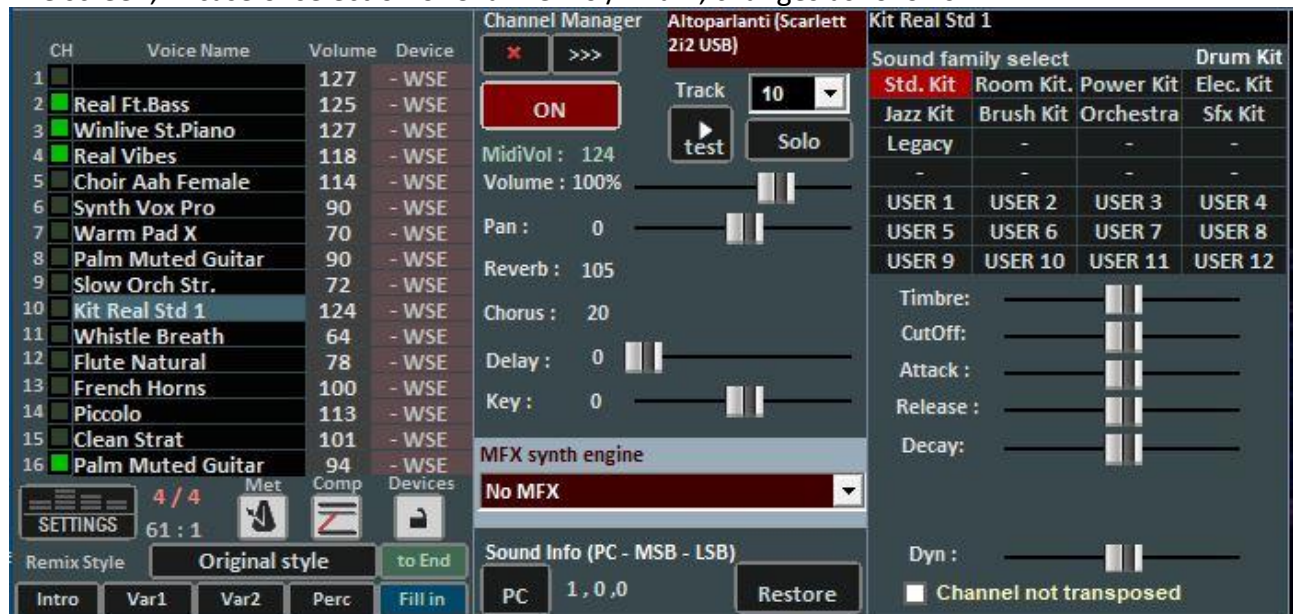 Channel Manager
Altoparlanti (Scarlett 2i2 USB)
Kit Real Std 1
CH Voice Name Volume Device
1 127 - WSE
2 Real Ft.Bass 125 - WSE
3 Winlive St.Piano 127 - WSE
4 Real Vibes 118 - WSE
5 Choir Aah Female 114 - WSE
6 Synth Vox Pro 90 - WSE
7 Warm Pad X 70 - WSE
8 Palm Muted Guitar 90 - WSE
9 Slow Orch Str. 72 - WSE
10 Kit Real Std 1 124 - WSE
11 Whistle Breath 64 - WSE
12 Flute Natural 78 - WSE
13 French Horns 100 - WSE
14 Piccolo 113 - WSE
15 Clean Strat 101 - WSE
16 Palm Muted Guitar 94 - WSE
SETTINGS 4 / 4 Met Comp Devices
61 : 1
Remix Style Original style to End
Intro Var1 Var2 Perc Fill in
>>>
ON
Track 10
test Solo
MidiVol : 124
Volume : 100%
Pan : 0
Reverb : 105
Chorus : 20
Delay : 0
Key : 0
MFX synth engine
No MFX
Sound Info (PC - MSB - LSB)
PC 1 , 0 ,0 Restore
Sound family select Drum Kit
Std. Kit Room Kit. Power Kit Elec. Kit
Jazz Kit Brush Kit Orchestra Sfx Kit
Legacy - - -
- - - -
USER 1 USER 2 USER 3 USER 4
USER 5 USER 6 USER 7 USER 8
USER 9 USER 10 USER 11 USER 12
Timbre:
CutOff:
Attack :
Release :
Decay:
Dyn :
Channel not transposed